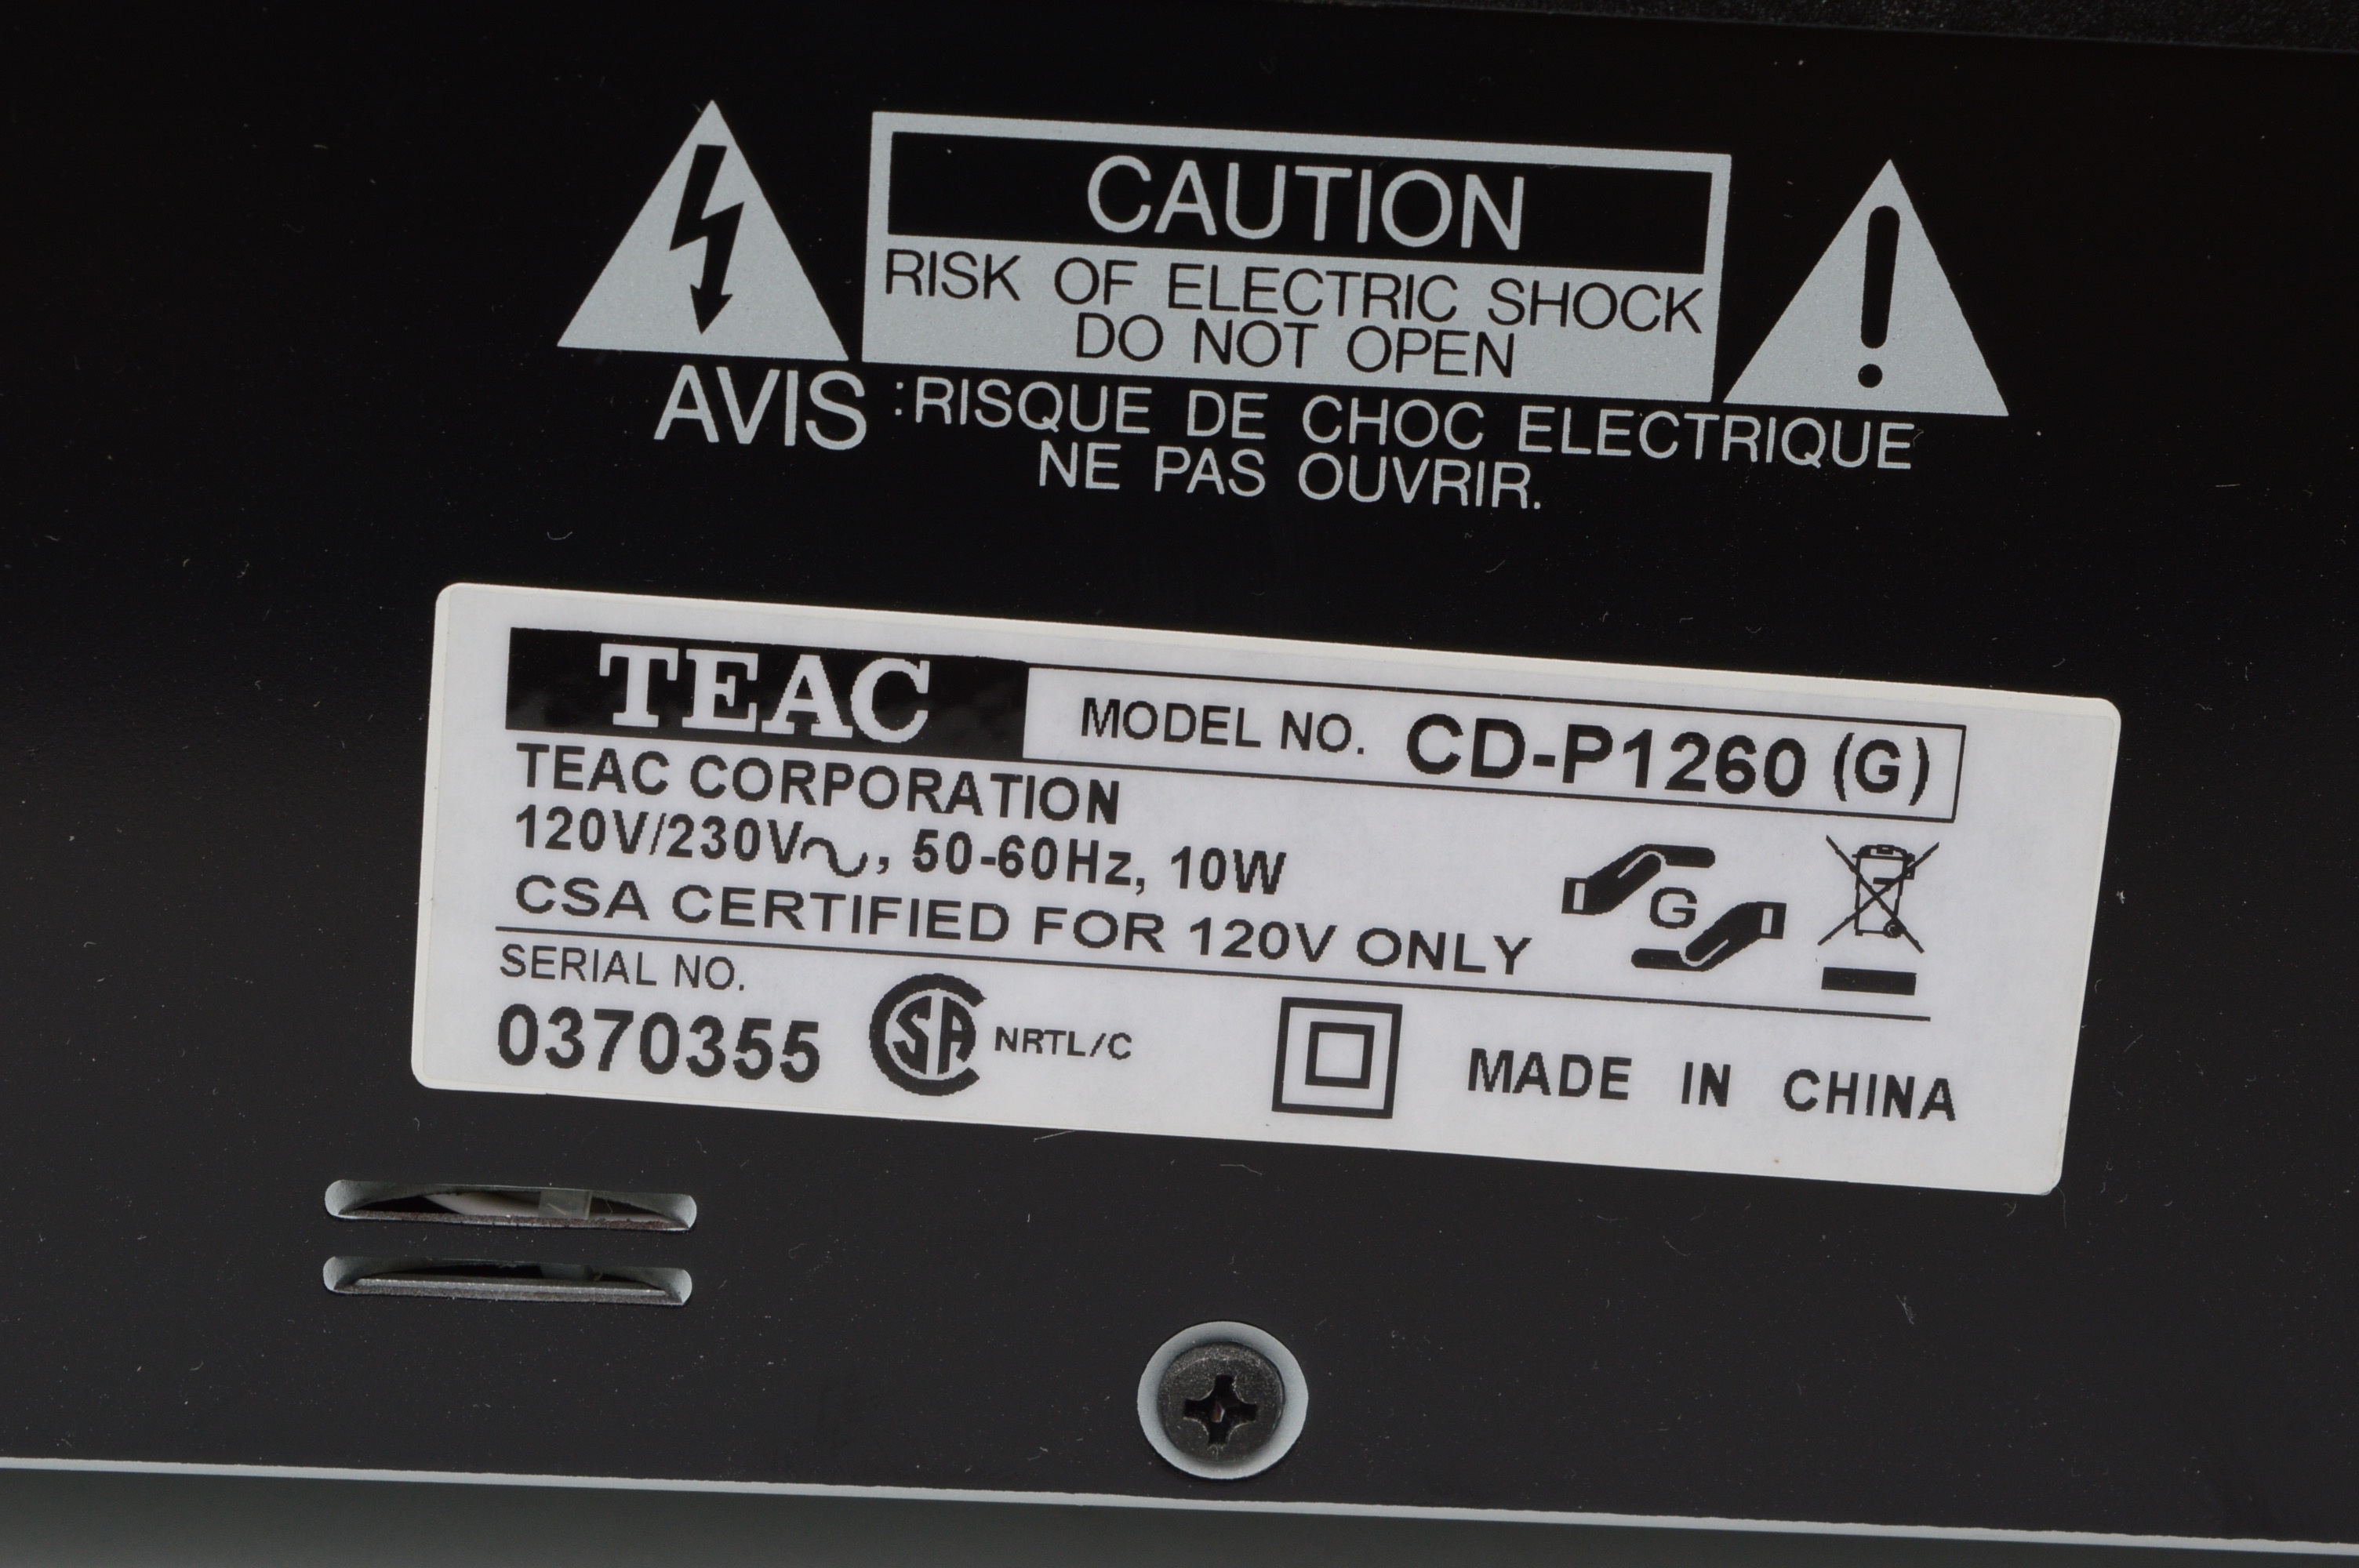 CAUTION
RISK OF ELECTRIC SHOCK
DO NOT OPEN
AVIS :RISQUE DE CHOC ELECTRIQUE
NE PAS OUVRIR.
TEAC MODEL NO. CD-P1260 (G)
TEAC CORPORATION
120V/230V~, 50-60Hz, 10W
G
CSA CERTIFIED FOR 120V ONLY
SERIAL NO.
0370355 SA NRTL/C MADE IN CHINA